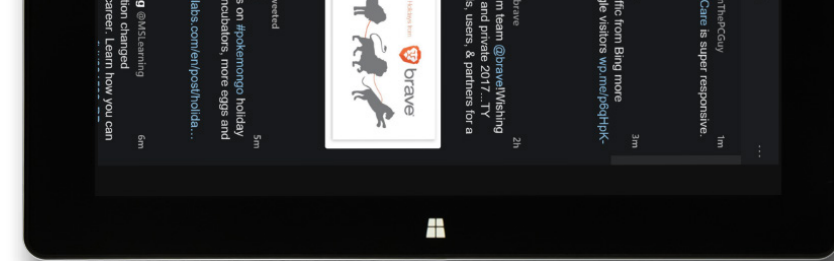 nThePCGuy
1m
Care is super responsive.
ffic from Bing more
gle visitors wp.me/p6qHpK-
3m
brave
2h
m team @brave!Wishing
s, users, & partners for a
and private 2017...TY
brave
weeted
5m
s on #pokemongo holiday
ncubators, more eggs and
labs.com/en/post/holida...
g @MSLearning
6m
tion changed
career. Learn how you can